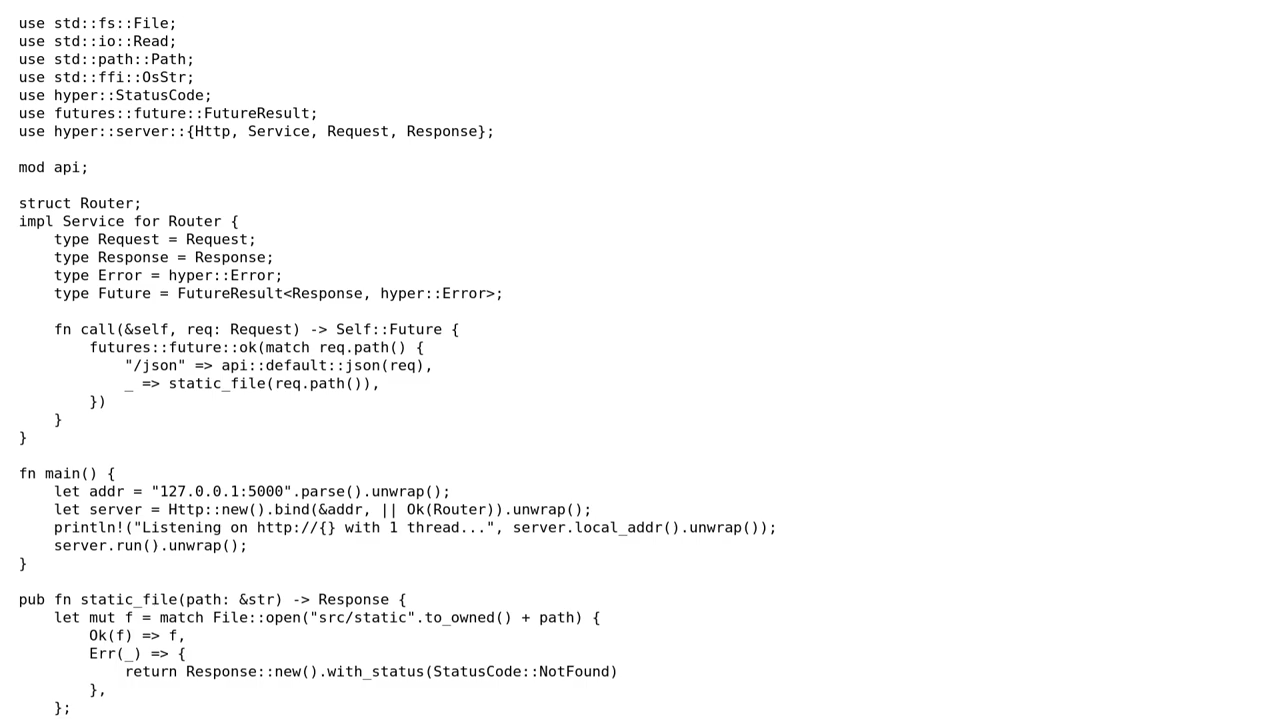 use std::fs::File;
use std::io::Read;
use std::path::Path;
use std::ffi::OsStr;
use hyper::StatusCode;
use futures::future::FutureResult;
use hyper::server::{Http, Service, Request, Response};

mod api;

struct Router;
impl Service for Router {
    type Request = Request;
    type Response = Response;
    type Error = hyper::Error;
    type Future = FutureResult<Response, hyper::Error>;

    fn call(&self, req: Request) -> Self::Future {
        futures::future::ok(match req.path() {
            "/json" => api::default::json(req),
            _ => static_file(req.path()),
        })
    }
}

fn main() {
    let addr = "127.0.0.1:5000".parse().unwrap();
    let server = Http::new().bind(&addr, || Ok(Router)).unwrap();
    println!("Listening on http://{} with 1 thread...", server.local_addr().unwrap());
    server.run().unwrap();
}

pub fn static_file(path: &str) -> Response {
    let mut f = match File::open("src/static".to_owned() + path) {
        Ok(f) => f,
        Err(_) => {
            return Response::new().with_status(StatusCode::NotFound)
        },
    };